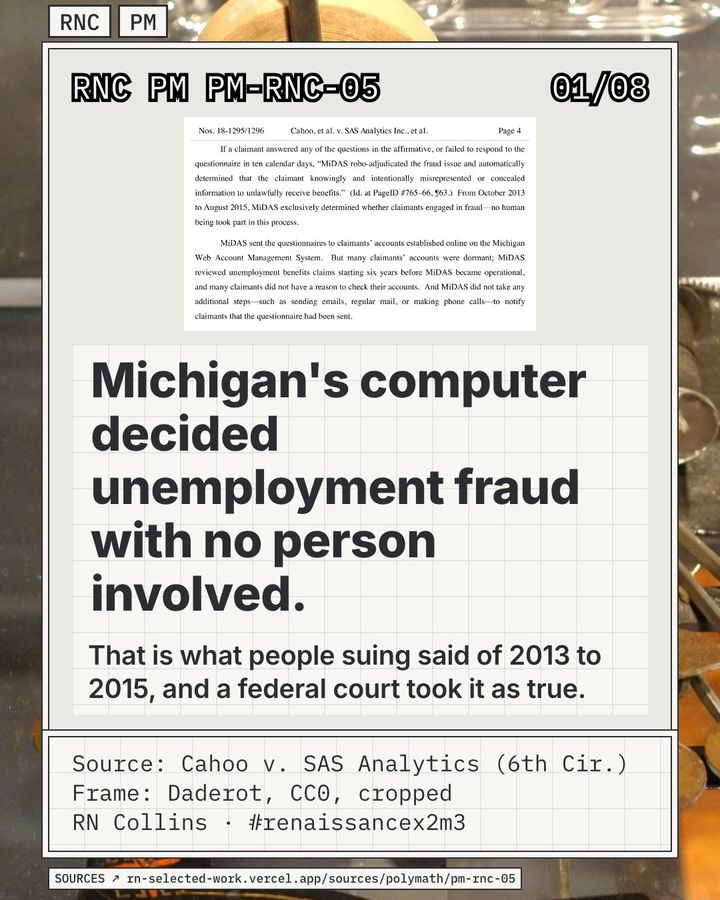 RNC PM
RNC PM PM-RNC-05 01/08
Nos. 18-1295/1296 Cahoo, et al. v. SAS Analytics Inc., et al. Page 4
If a claimant answered any of the questions in the affirmative, or failed to respond to the
questionnaire in ten calendar days, “MiDAS robo-adjudicated the fraud issue and automatically
determined that the claimant knowingly and intentionally misrepresented or concealed
information to unlawfully receive benefits.” (Id. at PageID #765–66, ¶63.) From October 2013
to August 2015, MiDAS exclusively determined whether claimants engaged in fraud—no human
being took part in this process.
MiDAS sent the questionnaires to claimants’ accounts established online on the Michigan
Web Account Management System. But many claimants’ accounts were dormant; MiDAS
reviewed unemployment benefits claims starting six years before MiDAS became operational,
and many claimants did not have a reason to check their accounts. And MiDAS did not take any
additional steps—such as sending emails, regular mail, or making phone calls—to notify
claimants that the questionnaire had been sent.
Michigan's computer
decided
unemployment fraud
with no person
involved.
That is what people suing said of 2013 to
2015, and a federal court took it as true.
Source: Cahoo v. SAS Analytics (6th Cir.)
Frame: Daderot, CC0, cropped
RN Collins · #renaissancex2m3
SOURCES ↗ rn-selected-work.vercel.app/sources/polymath/pm-rnc-05